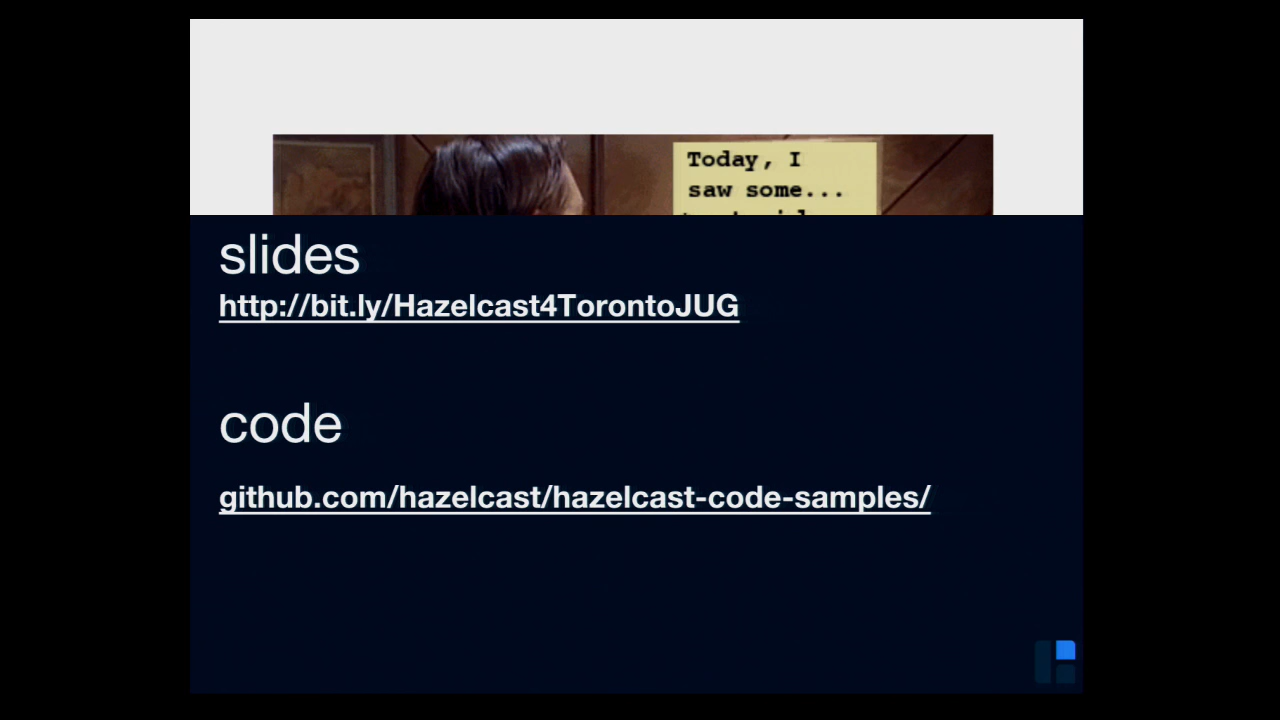 Today, I
saw some...
slides
http://bit.ly/Hazelcast4TorontoJUG
code
github.com/hazelcast/hazelcast-code-samples/